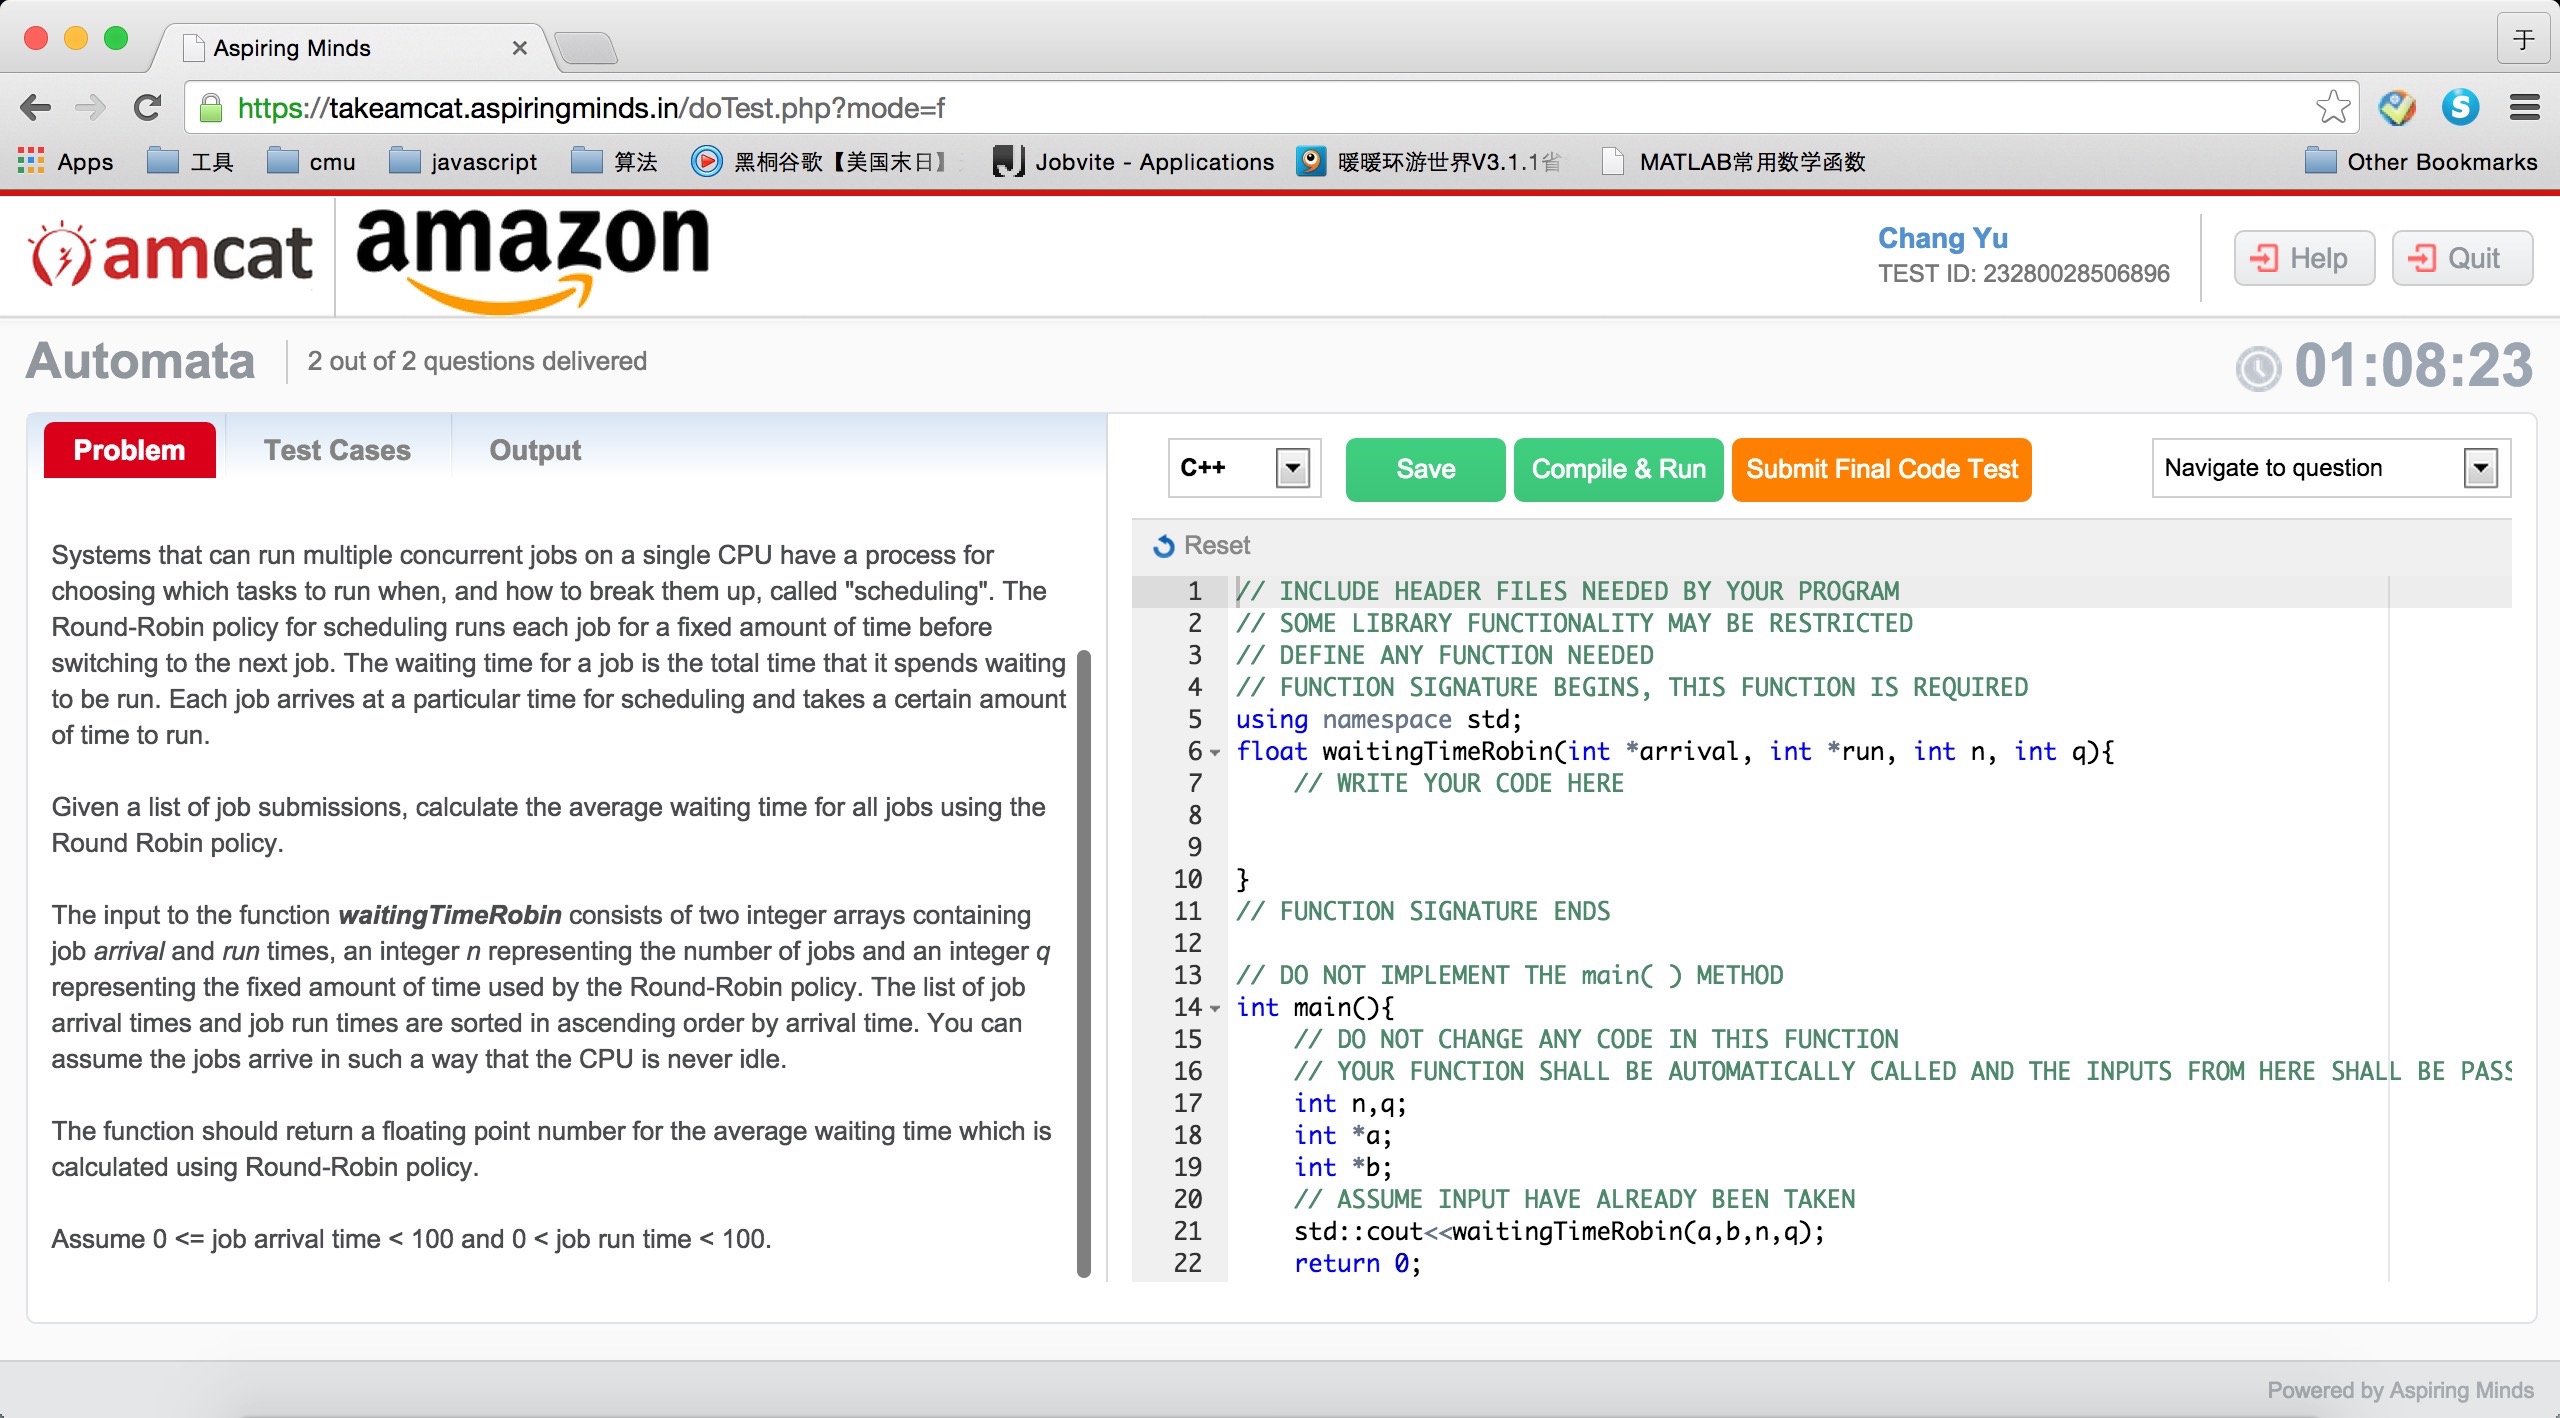 Aspiring Minds
于
https://takeamcat.aspiringminds.in/doTest.php?mode=f
Apps 工具 cmu javascript 算法 黑桐谷歌【美国末日】 Jobvite - Applications 暖暖环游世界V3.1.1省 MATLAB常用数学函数 Other Bookmarks
amcat amazon
Chang Yu
TEST ID: 23280028506896
Help Quit
Automata 2 out of 2 questions delivered 01:08:23
Problem Test Cases Output
Systems that can run multiple concurrent jobs on a single CPU have a process for
choosing which tasks to run when, and how to break them up, called "scheduling". The
Round-Robin policy for scheduling runs each job for a fixed amount of time before
switching to the next job. The waiting time for a job is the total time that it spends waiting
to be run. Each job arrives at a particular time for scheduling and takes a certain amount
of time to run.
Given a list of job submissions, calculate the average waiting time for all jobs using the
Round Robin policy.
The input to the function waitingTimeRobin consists of two integer arrays containing
job arrival and run times, an integer n representing the number of jobs and an integer q
representing the fixed amount of time used by the Round-Robin policy. The list of job
arrival times and job run times are sorted in ascending order by arrival time. You can
assume the jobs arrive in such a way that the CPU is never idle.
The function should return a floating point number for the average waiting time which is
calculated using Round-Robin policy.
Assume 0 <= job arrival time < 100 and 0 < job run time < 100.
C++ Save Compile & Run Submit Final Code Test Navigate to question
Reset
1 // INCLUDE HEADER FILES NEEDED BY YOUR PROGRAM
2 // SOME LIBRARY FUNCTIONALITY MAY BE RESTRICTED
3 // DEFINE ANY FUNCTION NEEDED
4 // FUNCTION SIGNATURE BEGINS, THIS FUNCTION IS REQUIRED
5 using namespace std;
6 float waitingTimeRobin(int *arrival, int *run, int n, int q){
7 // WRITE YOUR CODE HERE
8
9
10 }
11 // FUNCTION SIGNATURE ENDS
12
13 // DO NOT IMPLEMENT THE main( ) METHOD
14 int main(){
15 // DO NOT CHANGE ANY CODE IN THIS FUNCTION
16 // YOUR FUNCTION SHALL BE AUTOMATICALLY CALLED AND THE INPUTS FROM HERE SHALL BE PASS
17 int n,q;
18 int *a;
19 int *b;
20 // ASSUME INPUT HAVE ALREADY BEEN TAKEN
21 std::cout<<waitingTimeRobin(a,b,n,q);
22 return 0;
Powered by Aspiring Minds